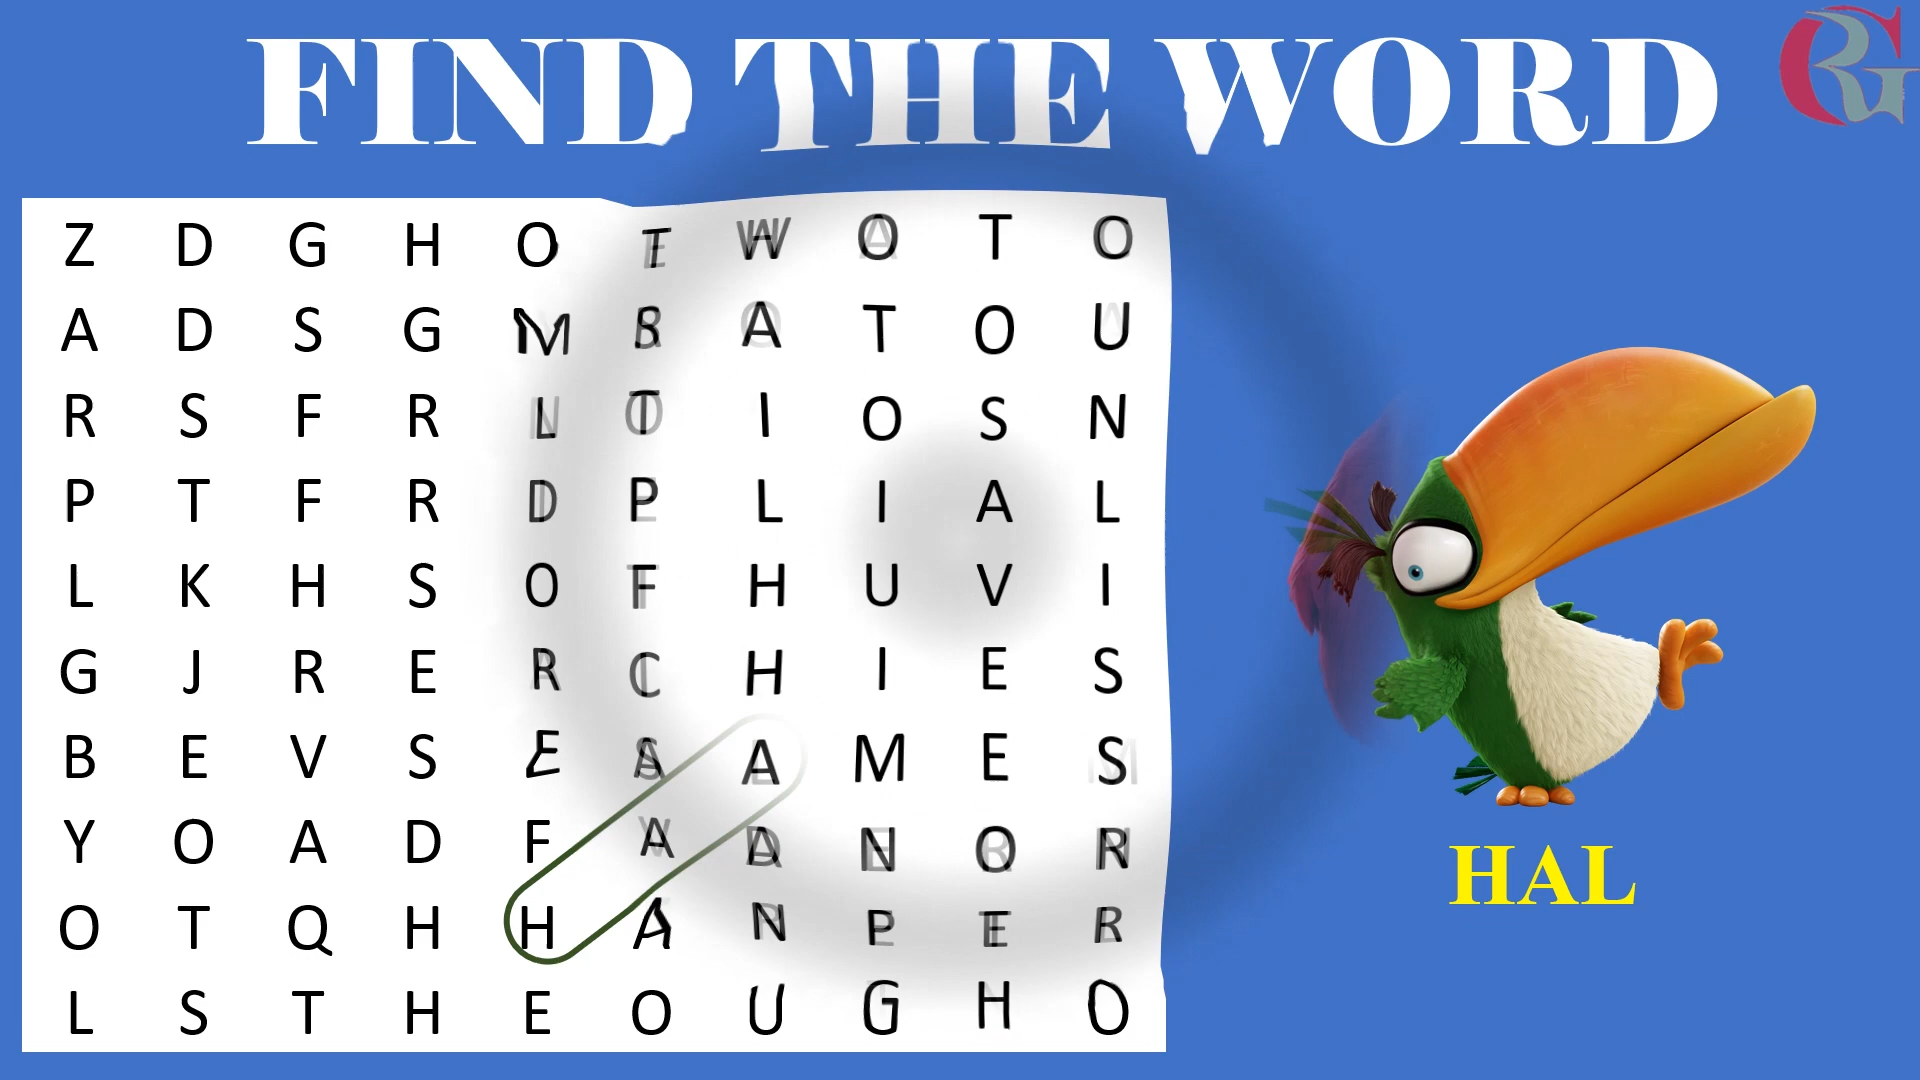 FIND THE WORD
Z D G H O T W O T O
A D S G M A T O U
R S F R L T I O S N
P T F R D P L I A L
L K H S O F H U V I
G J R E R C H I E S
B E V S E A M E S
Y O A D F A N O R
O T Q H H A N P E R
L S T H E O U G H O
HAL